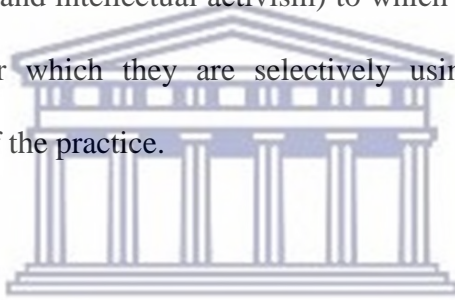 and intellectual activism) to which
which they are selectively usin
f the practice.